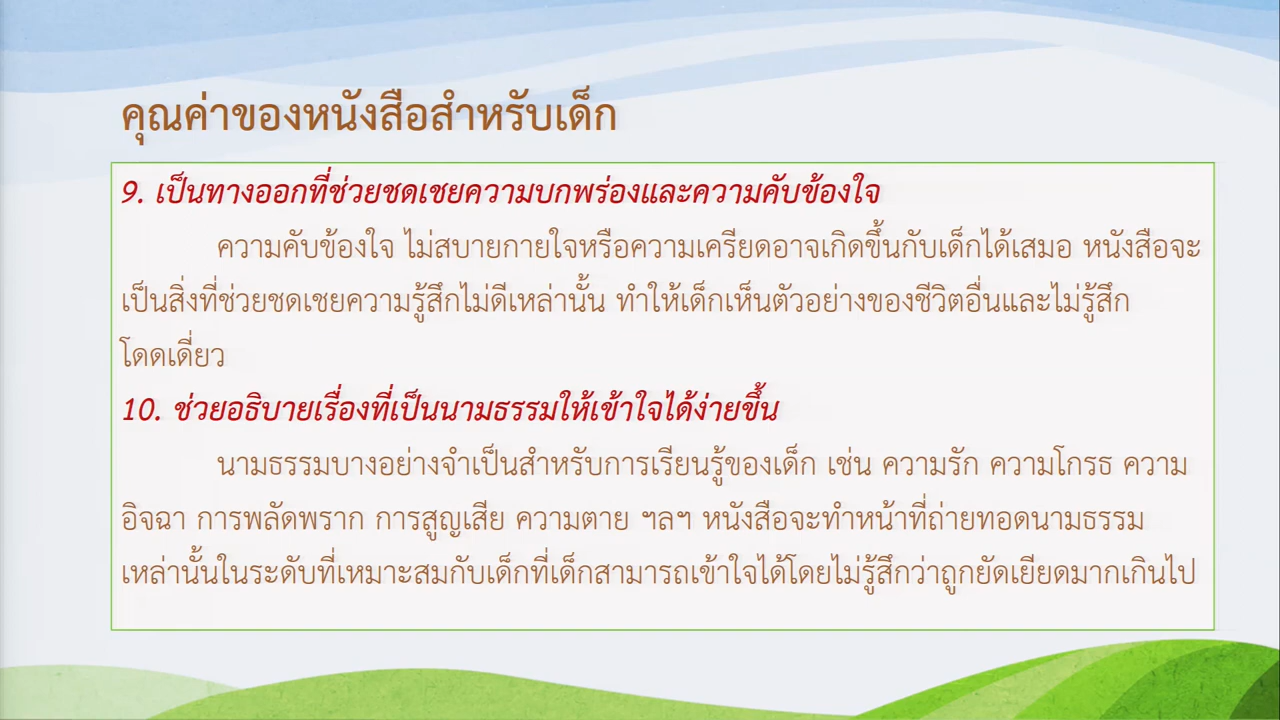 คุณค่าของหนังสือสำหรับเด็ก
9. เป็นทางออกที่ช่วยชดเชยความบกพร่องและความคับข้องใจ
ความคับข้องใจ ไม่สบายกายใจหรือความเครียดอาจเกิดขึ้นกับเด็กได้เสมอ หนังสือจะ
เป็นสิ่งที่ช่วยชดเชยความรู้สึกไม่ดีเหล่านั้น ทำให้เด็กเห็นตัวอย่างของชีวิตอื่นและไม่รู้สึก
โดดเดี่ยว
10. ช่วยอธิบายเรื่องที่เป็นนามธรรมให้เข้าใจได้ง่ายขึ้น
นามธรรมบางอย่างจำเป็นสำหรับการเรียนรู้ของเด็ก เช่น ความรัก ความโกรธ ความ
อิจฉา การพลัดพราก การสูญเสีย ความตาย ฯลฯ หนังสือจะทำหน้าที่ถ่ายทอดนามธรรม
เหล่านั้นในระดับที่เหมาะสมกับเด็กที่เด็กสามารถเข้าใจได้โดยไม่รู้สึกว่าถูกยัดเยียดมากเกินไป